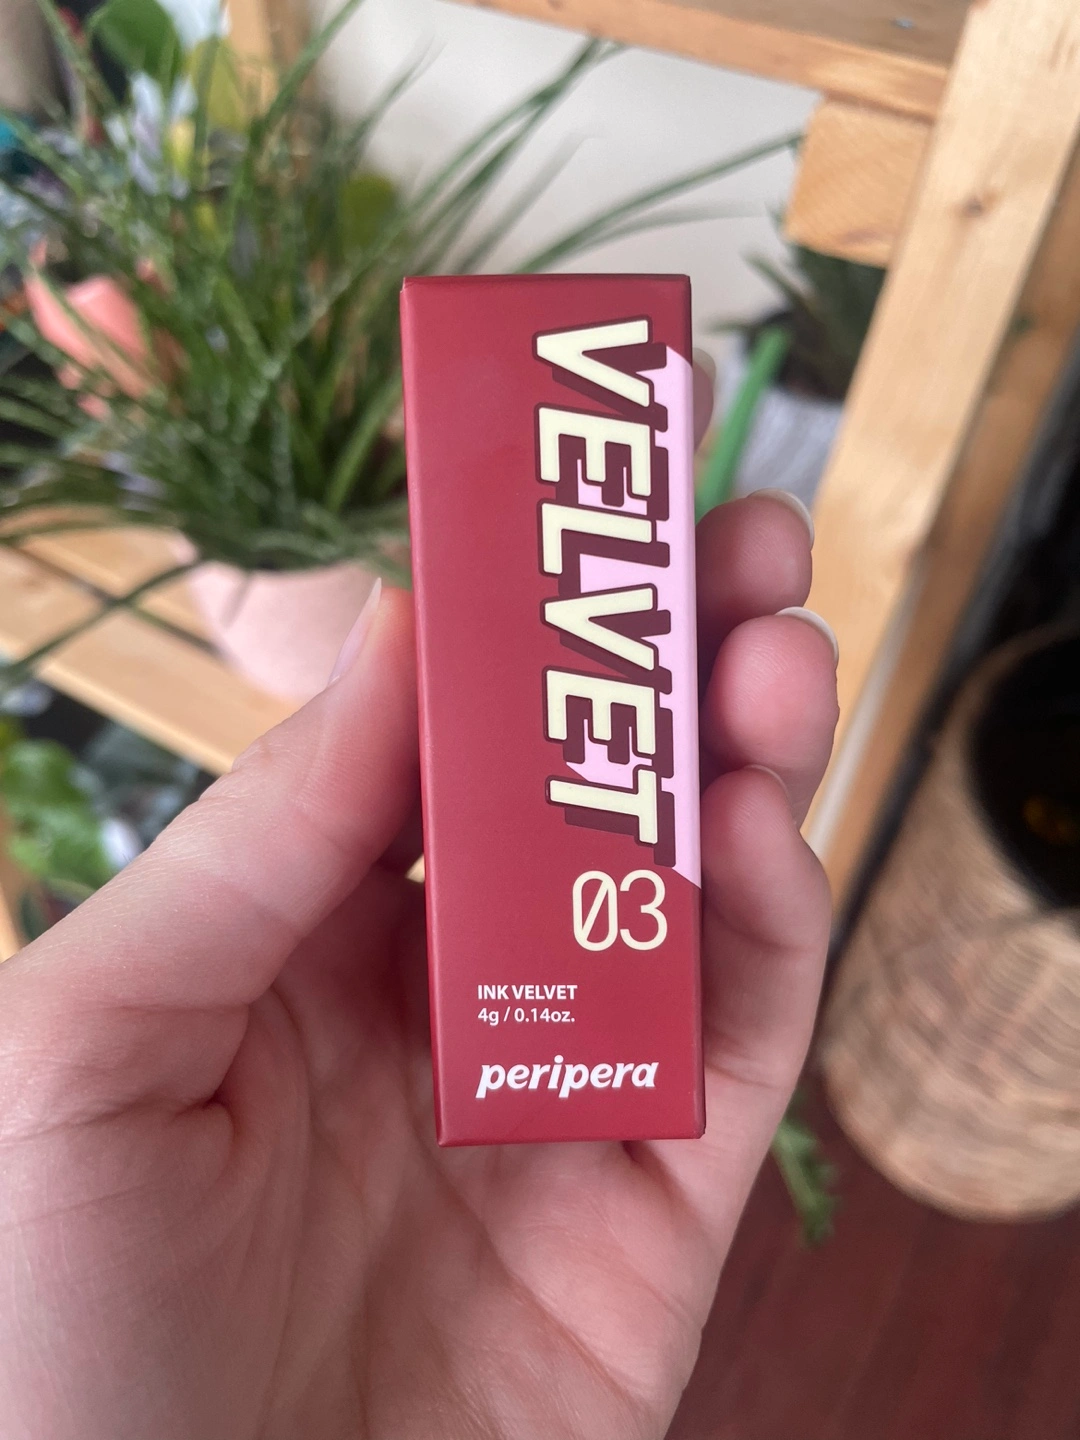 VELVET
03
INK VELVET
4g / 0.14oz.
peripera